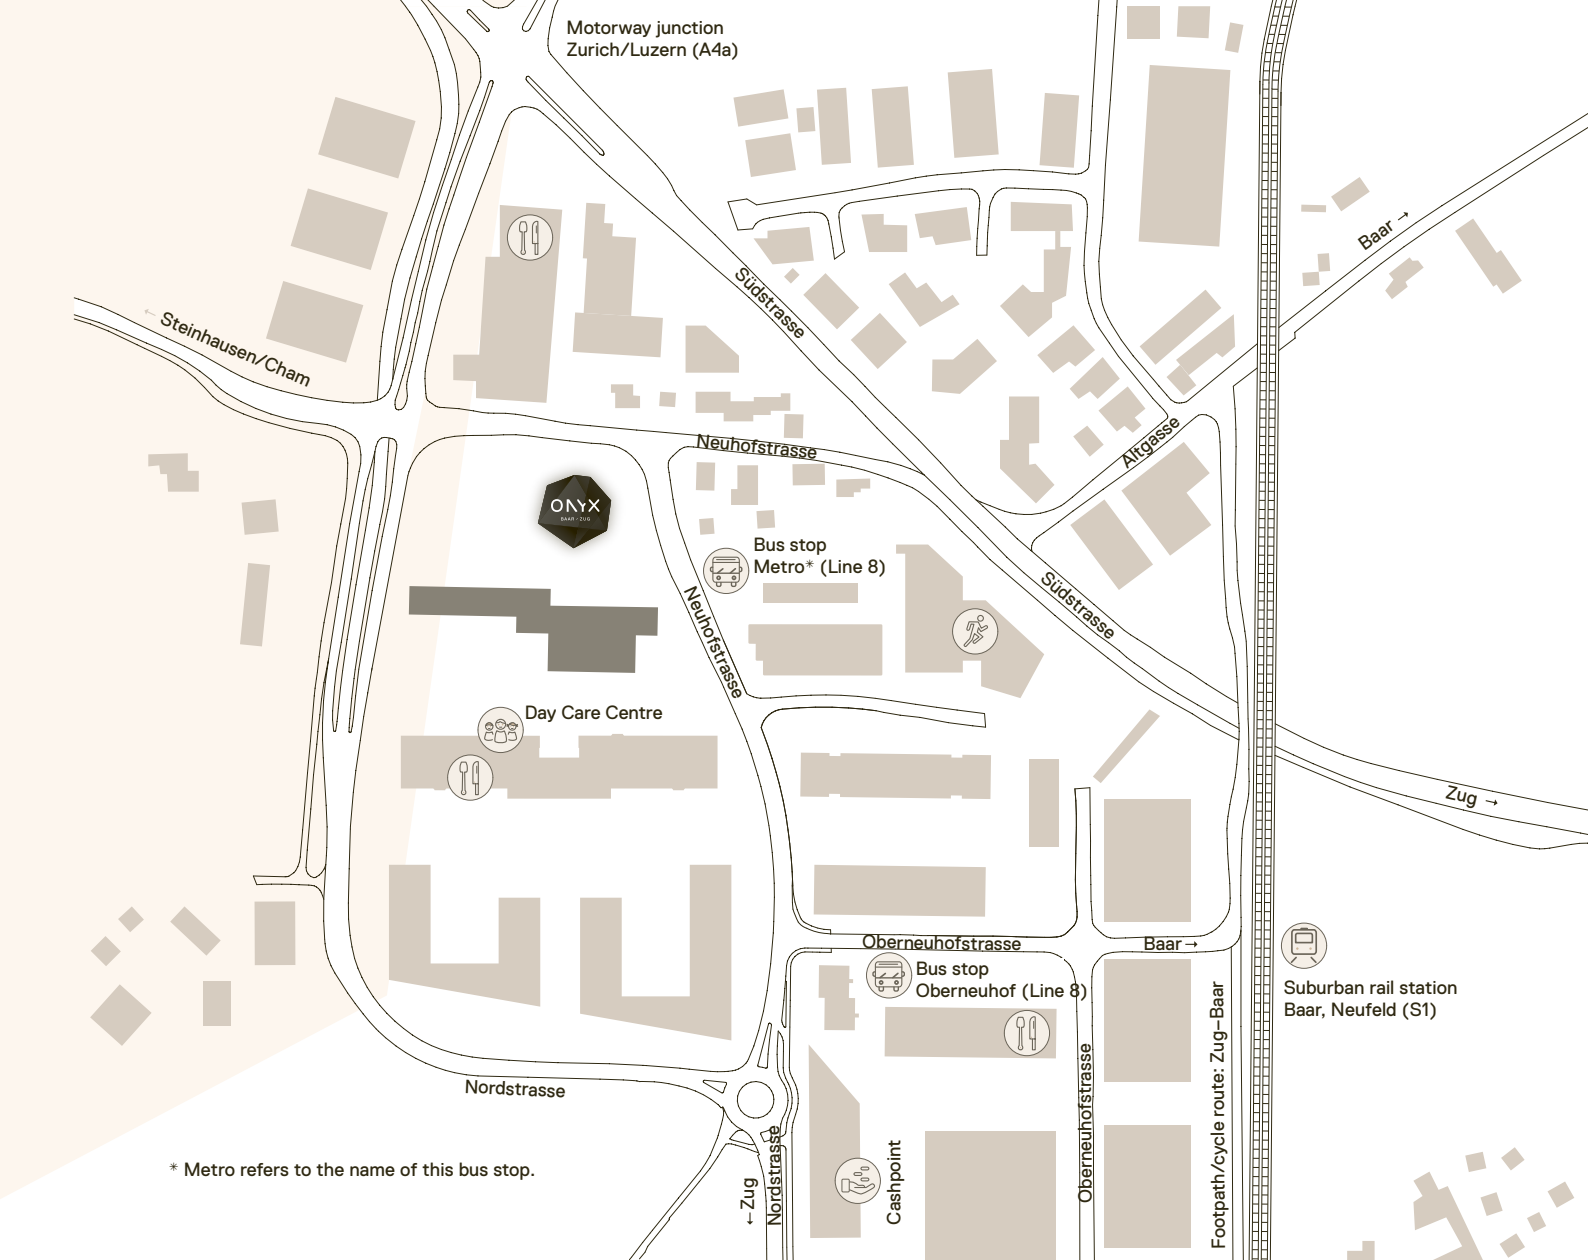 Motorway junction
Zurich/Luzern (A4a)
Baar →
Südstrasse
← Steinhausen/Cham
Neuhofstrasse
Altgasse
ONYX
BAAR · ZUG
Bus stop
Metro* (Line 8)
Südstrasse
Neuhofstrasse
Day Care Centre
Zug →
Oberneuhofstrasse
Baar →
Bus stop
Oberneuhof (Line 8)
Suburban rail station
Baar, Neufeld (S1)
Nordstrasse
Oberneuhofstrasse
Footpath/cycle route: Zug–Baar
* Metro refers to the name of this bus stop.
← Zug
Nordstrasse
Cashpoint